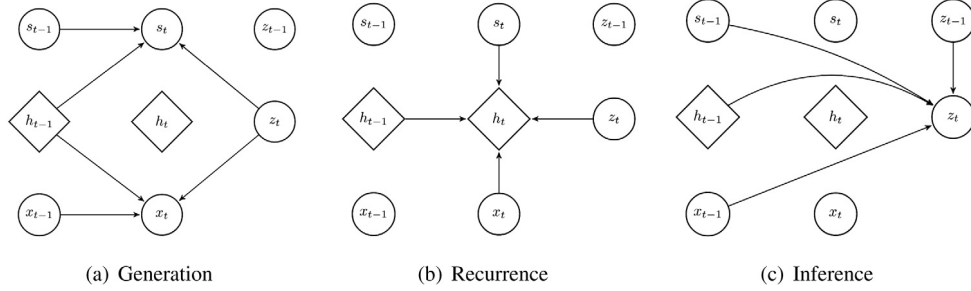 s_{t-1} s_t z_{t-1} s_{t-1} s_t z_{t-1} s_{t-1} s_t z_{t-1}
h_{t-1} h_t z_t h_{t-1} h_t z_t h_{t-1} h_t z_t
x_{t-1} x_t x_{t-1} x_t x_{t-1} x_t
(a) Generation (b) Recurrence (c) Inference